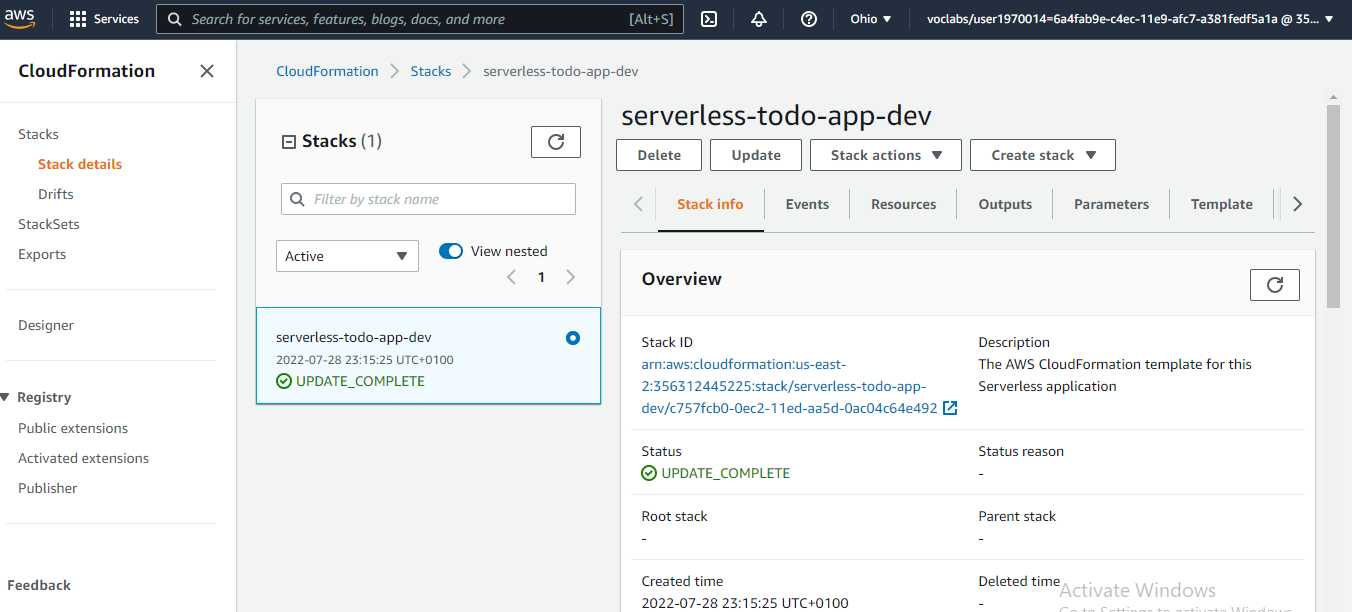 aws
Services
Search for services, features, blogs, docs, and more
[Alt+S]
Ohio
voclabs/user1970014=6a4fab9e-c4ec-11e9-afc7-a381fedf5a1a @ 35...
CloudFormation
Stacks
Stack details
Drifts
StackSets
Exports
Designer
Registry
Public extensions
Activated extensions
Publisher
Feedback
CloudFormation
Stacks
serverless-todo-app-dev
Stacks (1)
Filter by stack name
Active
View nested
1
serverless-todo-app-dev
2022-07-28 23:15:25 UTC+0100
UPDATE_COMPLETE
serverless-todo-app-dev
Delete
Update
Stack actions
Create stack
Stack info
Events
Resources
Outputs
Parameters
Template
Overview
Stack ID
arn:aws:cloudformation:us-east-
2:356312445225:stack/serverless-todo-app-
dev/c757fcb0-0ec2-11ed-aa5d-0ac04c64e492
Description
The AWS CloudFormation template for this
Serverless application
Status
UPDATE_COMPLETE
Status reason
-
Root stack
-
Parent stack
-
Created time
2022-07-28 23:15:25 UTC+0100
Deleted time
-
Activate Windows
Go to Settings to activate Windows.